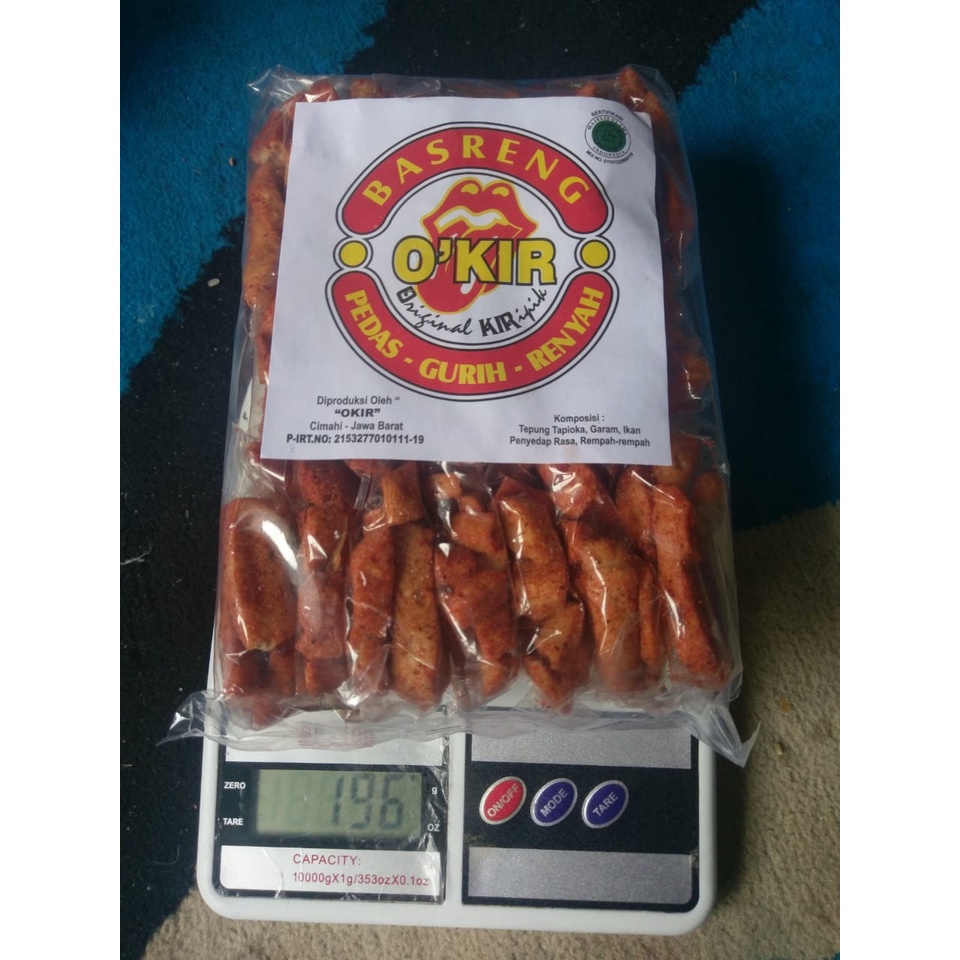 BASRENG
O'KIR
Original KIRipik
PEDAS - GURIH - RENYAH
SERTIFIKASI
INDONESIA
Diproduksi Oleh "
"OKIR"
Cimahi - Jawa Barat
P-IRT.NO: 2153277010111-19
Komposisi :
Tepung Tapioka, Garam, Ikan
Penyedap Rasa, Rempah-rempah
ZERO
TARE
196
g
OZ
ON/OFF
MODE
TARE
CAPACITY:
10000gX1g/353ozX0.1oz